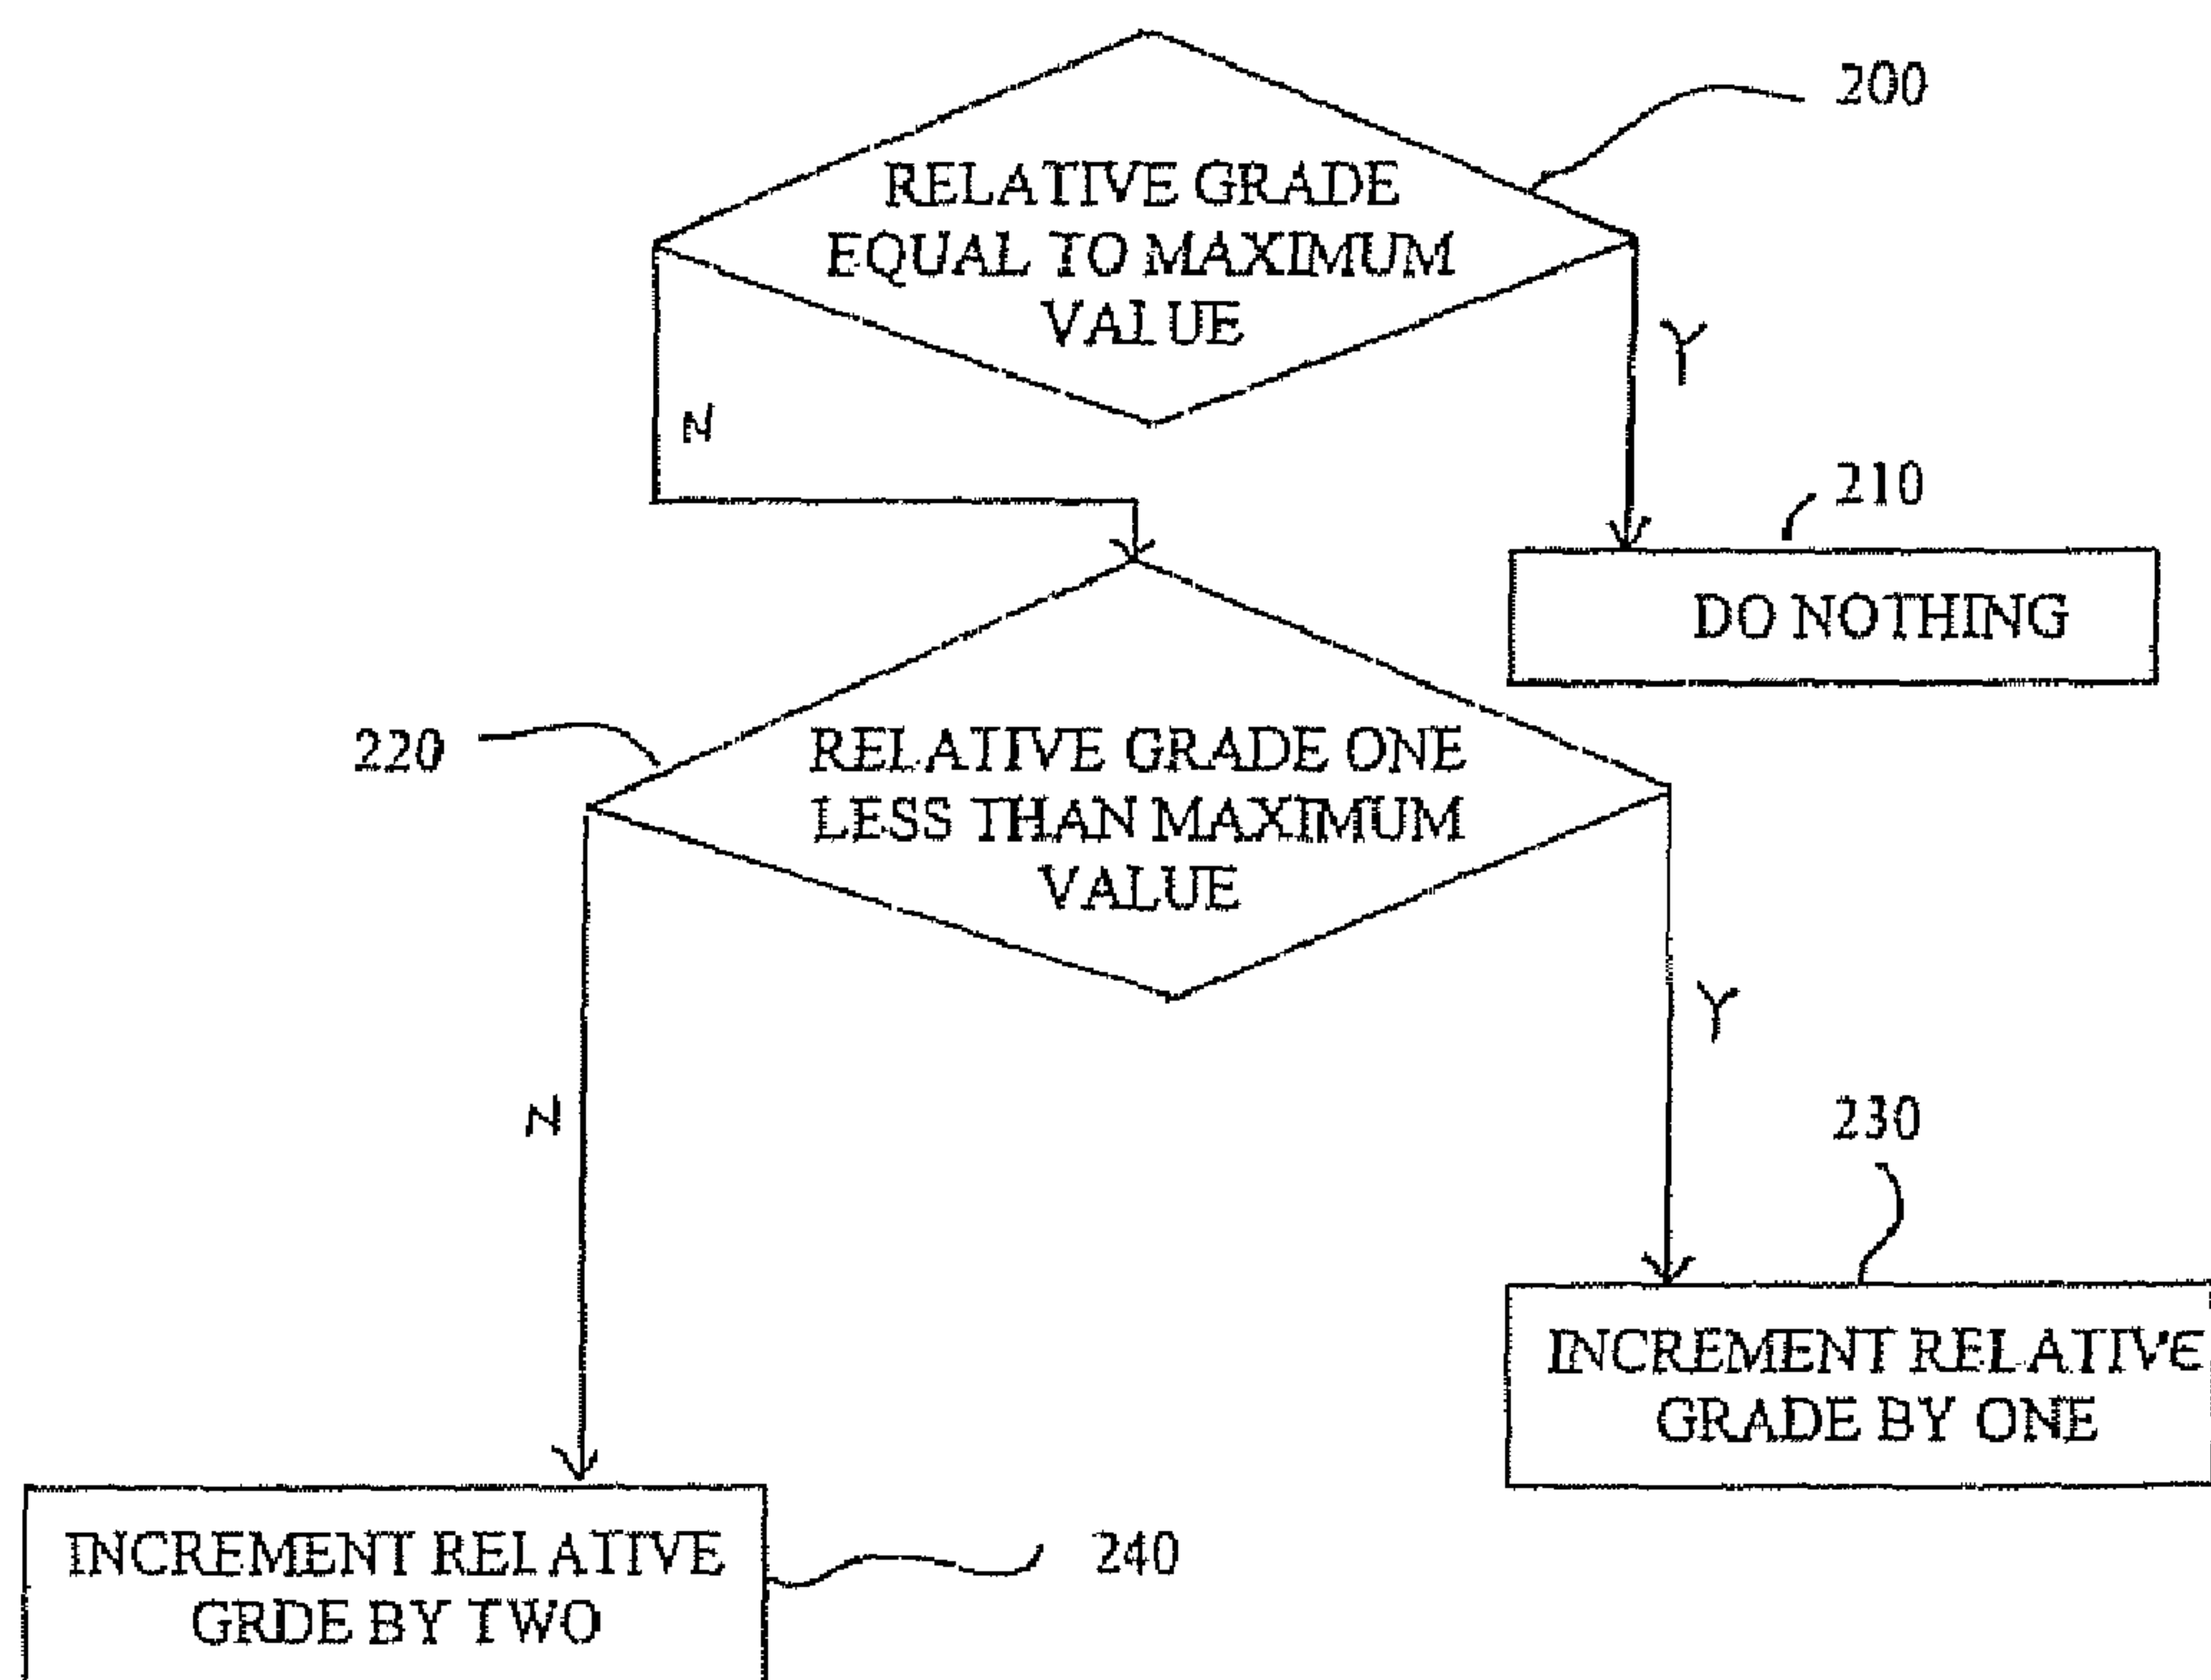 200
RELATIVE GRADE
EQUAL TO MAXIMUM
VALUE
Y
N
210
DO NOTHING
220
RELATIVE GRADE ONE
LESS THAN MAXIMUM
VALUE
Y
N
230
INCREMENT RELATIVE
GRADE BY ONE
INCREMENT RELATIVE
GRDE BY TWO
240